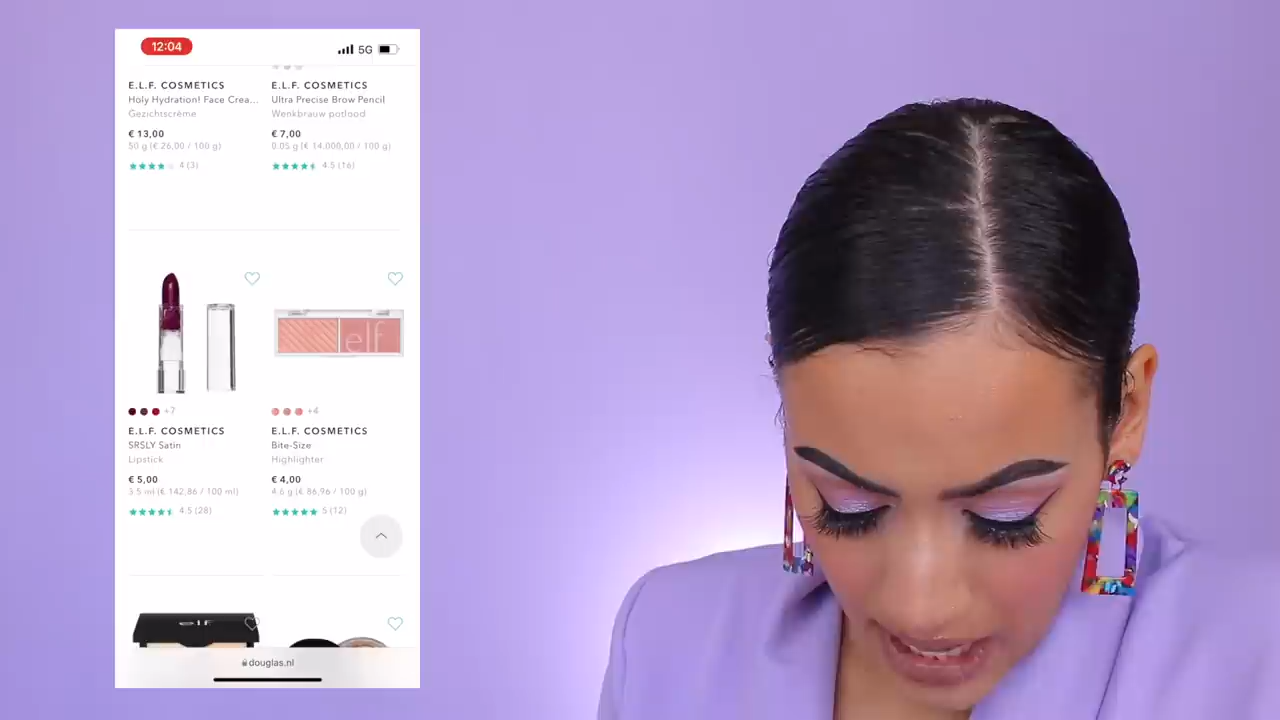 12:04
5G
E.L.F. COSMETICS
Holy Hydration! Face Crea...
Gezichtscrème
€ 13,00
50 g (€ 26,00 / 100 g)
4 (3)
E.L.F. COSMETICS
Ultra Precise Brow Pencil
Wenkbrauw potlood
€ 7,00
0.05 g (€ 14.000,00 / 100 g)
4.5 (16)
elf
+7
E.L.F. COSMETICS
SRSLY Satin
Lipstick
€ 5,00
3.5 ml (€ 142,86 / 100 ml)
4.5 (28)
+4
E.L.F. COSMETICS
Bite-Size
Highlighter
€ 4,00
4.6 g (€ 86,96 / 100 g)
5 (12)
elf
douglas.nl